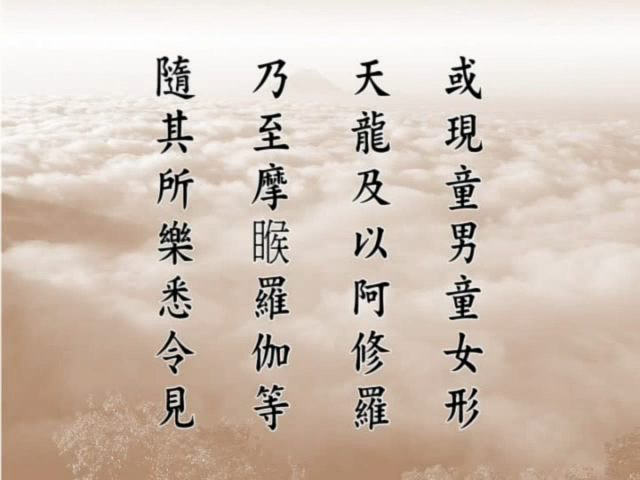 或現童男童女形
天龍及以阿修羅
乃至摩睺羅伽等
隨其所樂悉令見